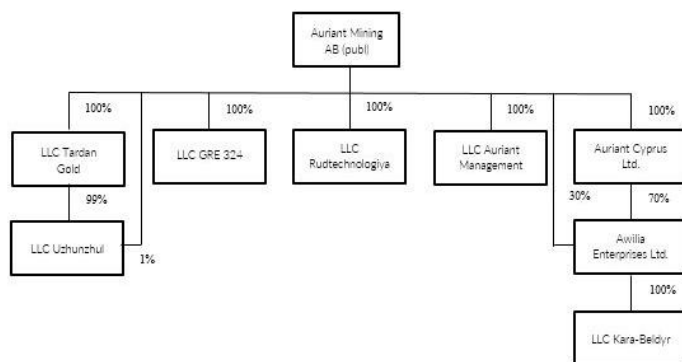 Auriant Mining
AB (publ)
100%
100%
100%
100%
100%
LLC Tardan
Gold
LLC GRE 324
LLC
Rudtechnologiya
LLC Auriant
Management
Auriant Cyprus
Ltd.
99%
30%
70%
LLC Uzhunzhul
1%
Awilia
Enterprises Ltd.
100%
LLC Kara-Beldyr